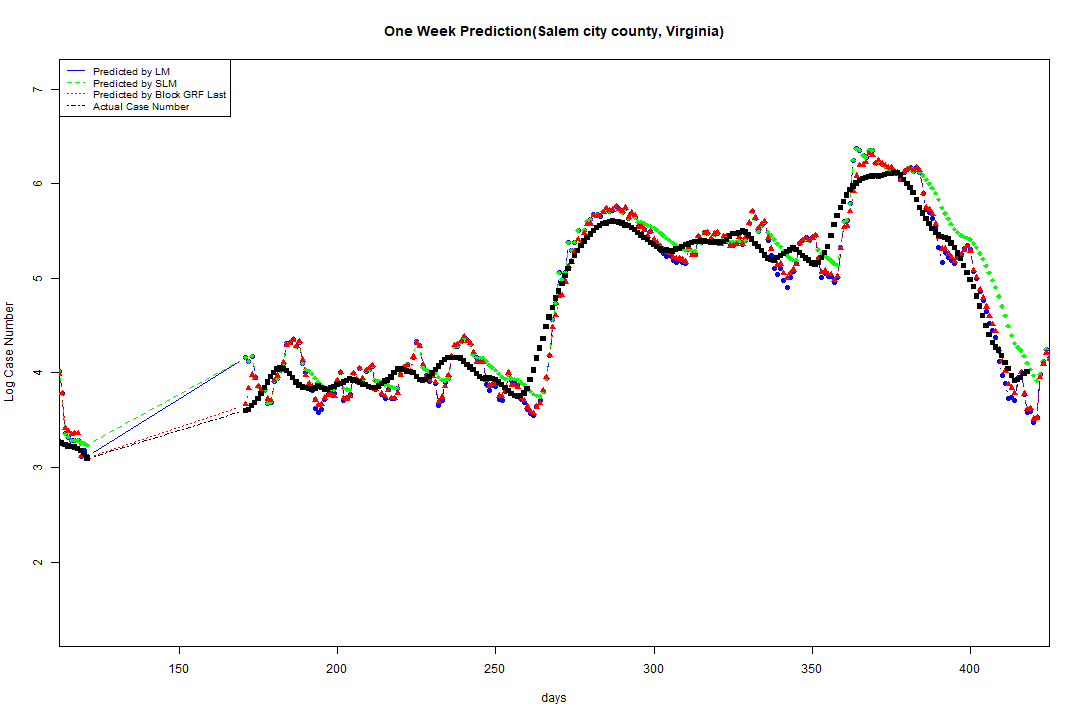 One Week Prediction(Salem city county, Virginia)
Predicted by LM
Predicted by SLM
Predicted by Block GRF Last
Actual Case Number
7
6
5
4
3
2
Log Case Number
150 200 250 300 350 400
days